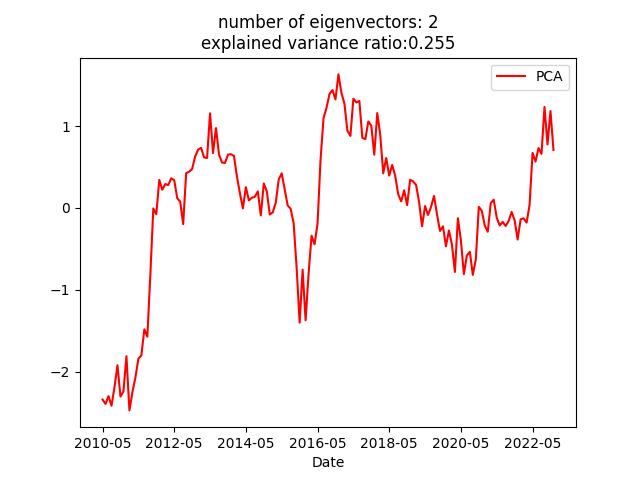 number of eigenvectors: 2
explained variance ratio:0.255
PCA
1
0
−1
−2
2010-05 2012-05 2014-05 2016-05 2018-05 2020-05 2022-05
Date